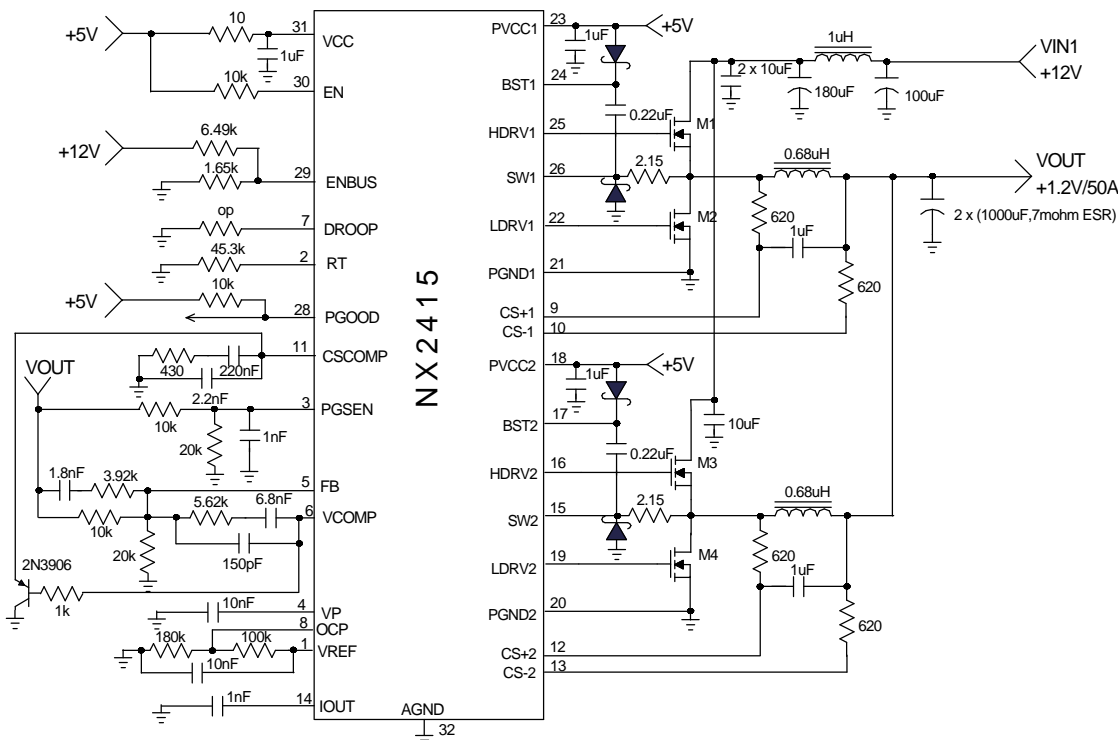 +5V
10
31
VCC
1uF
10k
30
EN
6.49k
+12V
1.65k
29
ENBUS
op
7
DROOP
45.3k
2
RT
10k
+5V
28
PGOOD
11
CSCOMP
430
220nF
2.2nF
VOUT
3
PGSEN
10k
20k
1nF
1.8nF
3.92k
5
FB
5.62k
6.8nF
6
VCOMP
10k
20k
150pF
2N3906
1k
10nF
4
VP
8
OCP
180k
100k
1
VREF
10nF
1nF
14
IOUT
AGND
32
NX2415
PVCC1
23
+5V
1uF
BST1
24
0.22uF
HDRV1
25
M1
SW1
26
2.15
LDRV1
22
M2
PGND1
21
CS+1
9
CS-1
10
2 x 10uF
1uH
180uF
100uF
VIN1
+12V
0.68uH
620
1uF
620
VOUT
+1.2V/50A
2 x (1000uF,7mohm ESR)
PVCC2
18
+5V
1uF
BST2
17
0.22uF
10uF
HDRV2
16
M3
SW2
15
2.15
0.68uH
LDRV2
19
M4
620
1uF
620
PGND2
20
CS+2
12
CS-2
13